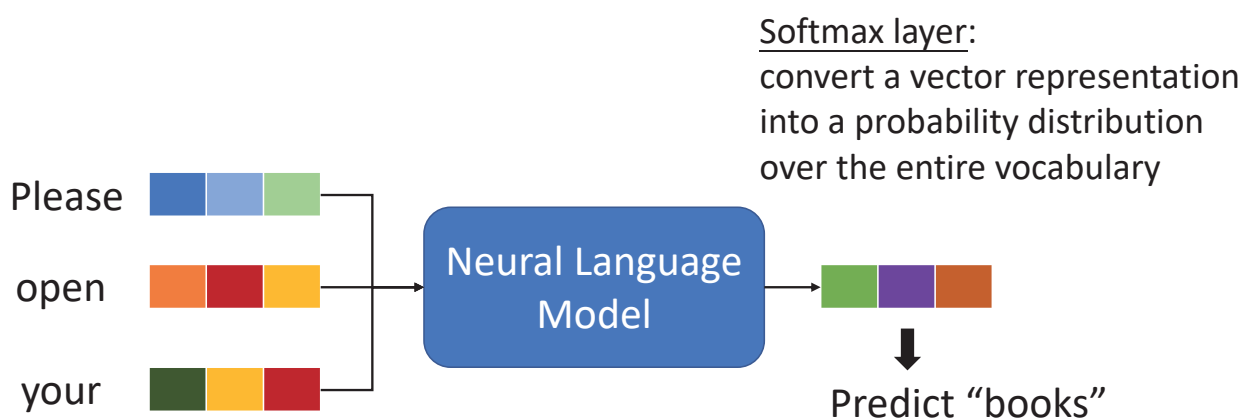 Softmax layer:
convert a vector representation
into a probability distribution
over the entire vocabulary
Please
open
your
Neural Language
Model
Predict “books”